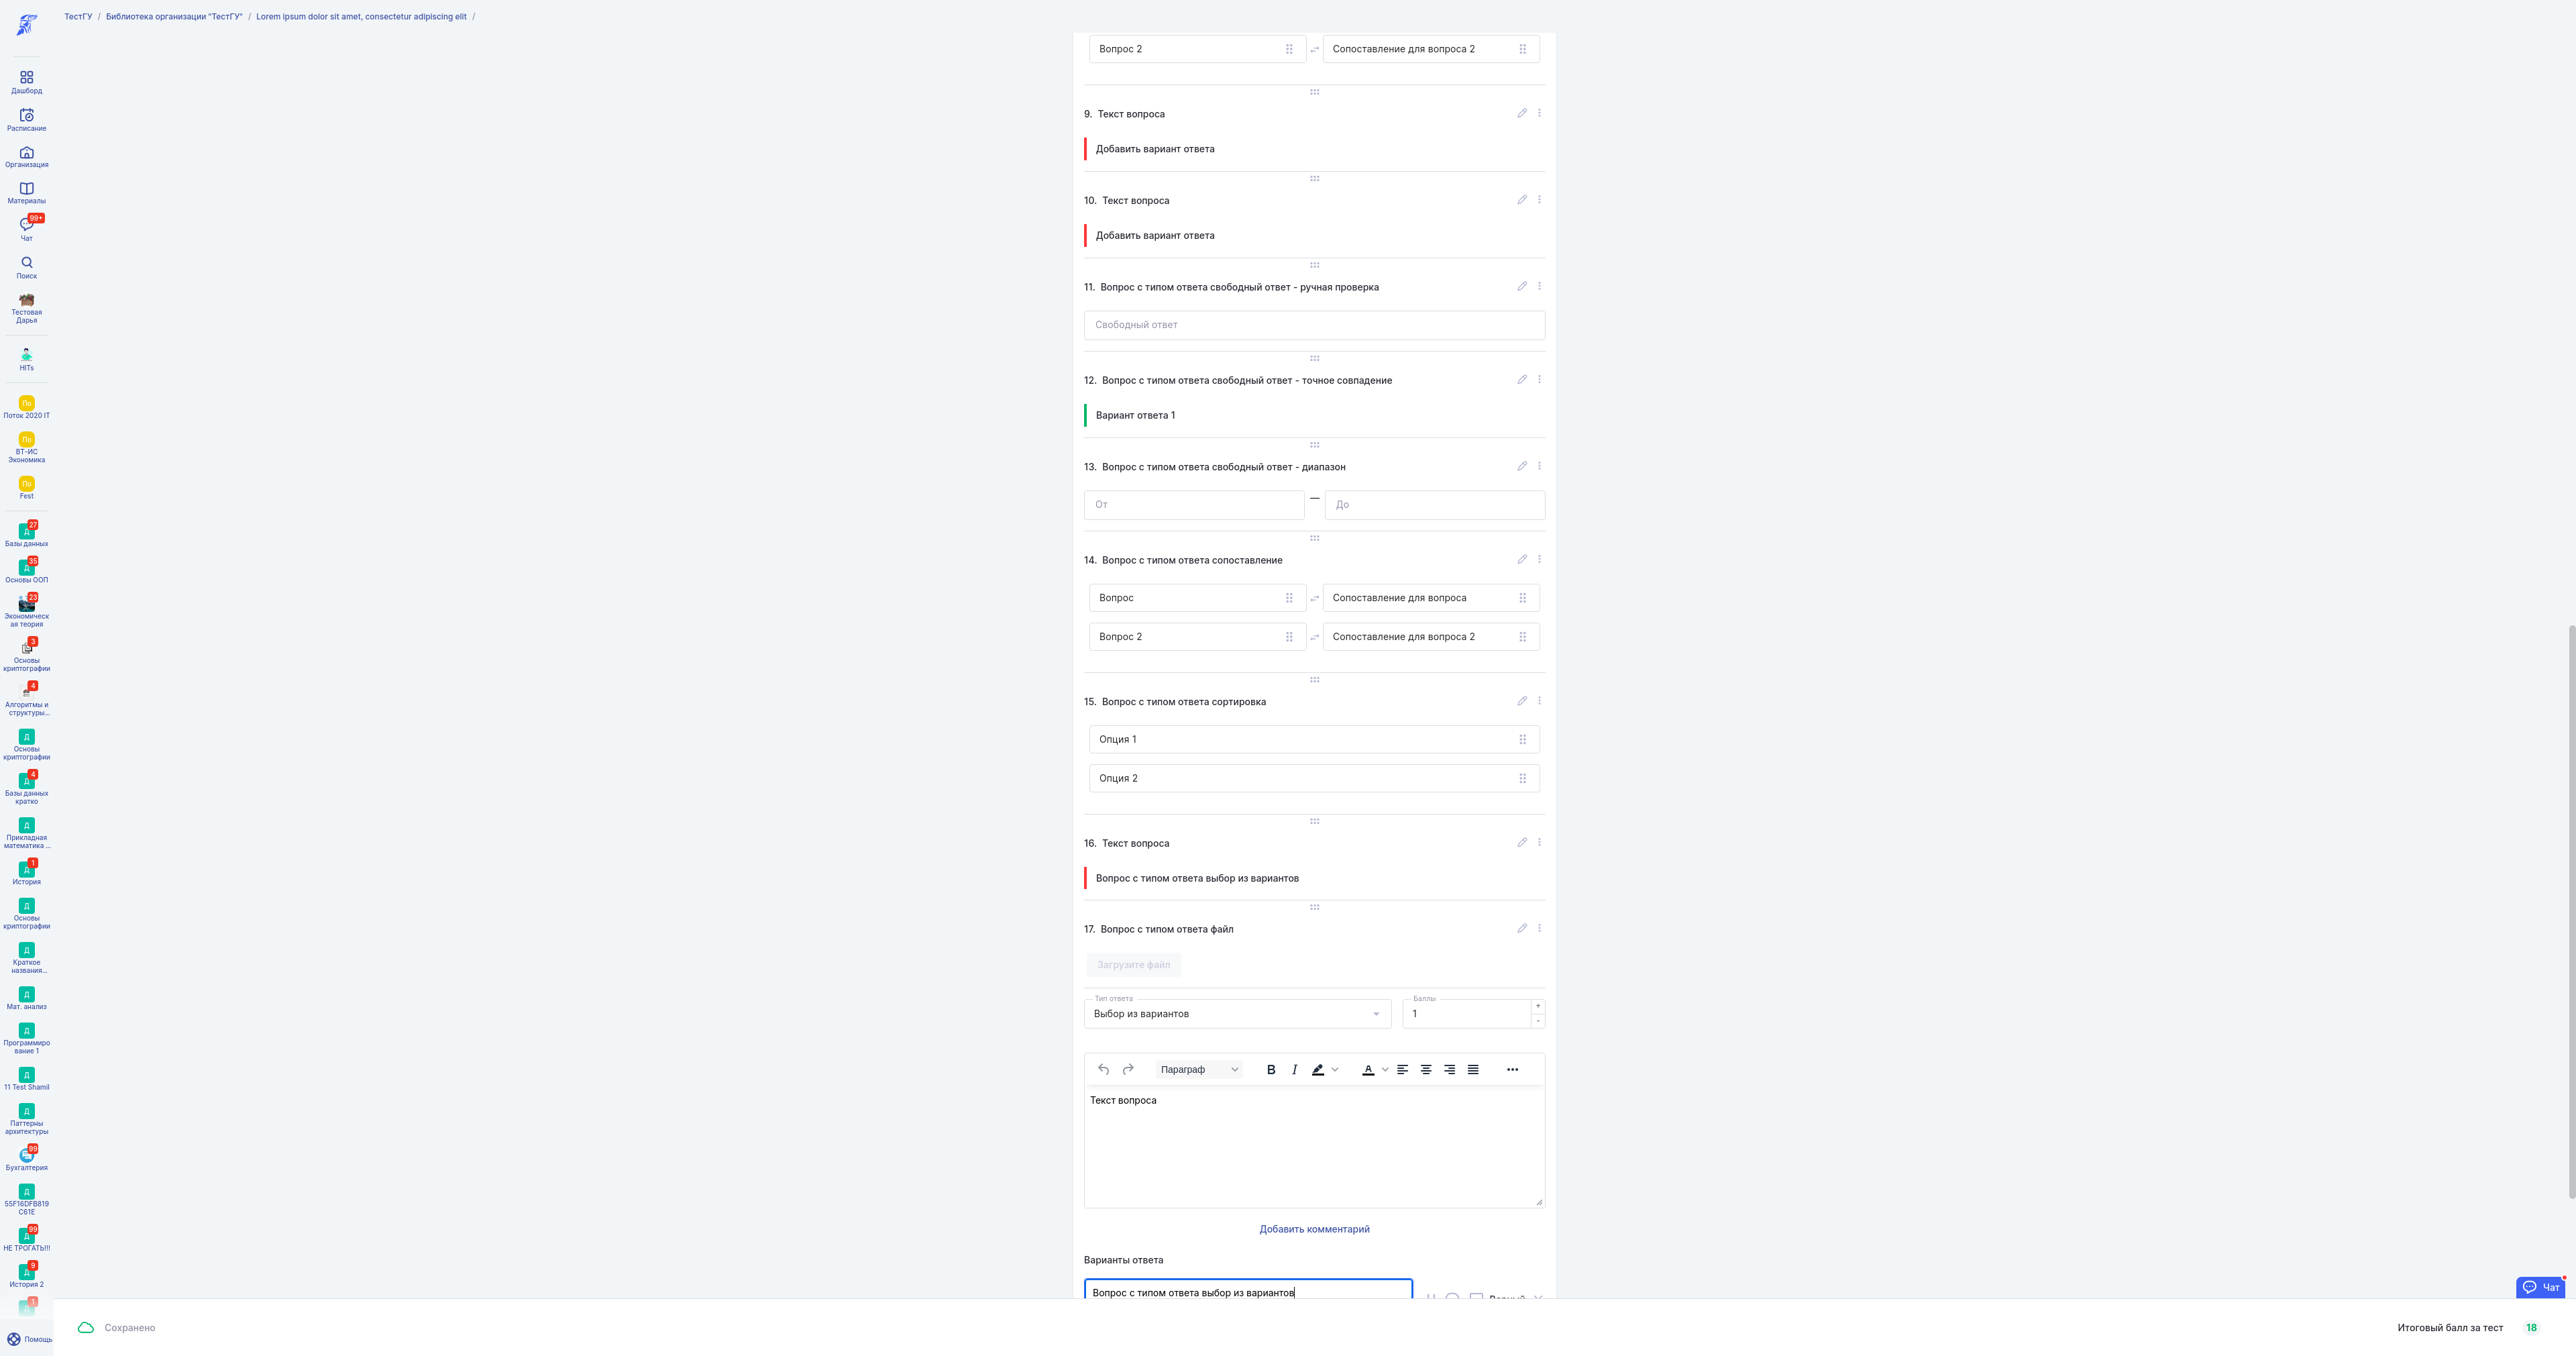 ТестГУ / Библиотека организации "ТестГУ" / Lorem ipsum dolor sit amet, consectetur adipiscing elit /
Дашборд
Расписание
Организация
Материалы
99+
Чат
Поиск
Тестовая
Дарья
HITs
По
Поток 2020 IT
По
ВТ-ИС
Экономика
По
Fest
27
Д
Базы данных
35
Д
Основы ООП
23
Экономическ
ая теория
3
Основы
криптографии
4
Алгоритмы и
структуры...
Д
Основы
криптографии
4
Д
Базы данных
кратко
Д
Прикладная
математика ...
1
Д
История
Д
Основы
криптографии
Д
Краткое
названия...
Д
Мат. анализ
Д
Программиро
вание 1
Д
11 Test Shamil
Д
Паттерны
архитектуры
99
Бухгалтерия
Д
55F16DFB819
C61E
99
Д
НЕ ТРОГАТЬ!!!
9
Д
История 2
1
Д
Помощь
Вопрос 2
Сопоставление для вопроса 2
9. Текст вопроса
Добавить вариант ответа
10. Текст вопроса
Добавить вариант ответа
11. Вопрос с типом ответа свободный ответ - ручная проверка
Свободный ответ
12. Вопрос с типом ответа свободный ответ - точное совпадение
Вариант ответа 1
13. Вопрос с типом ответа свободный ответ - диапазон
От — До
14. Вопрос с типом ответа сопоставление
Вопрос
Сопоставление для вопроса
Вопрос 2
Сопоставление для вопроса 2
15. Вопрос с типом ответа сортировка
Опция 1
Опция 2
16. Текст вопроса
Вопрос с типом ответа выбор из вариантов
17. Вопрос с типом ответа файл
Загрузите файл
Тип ответа
Выбор из вариантов
Баллы
1
+
-
Параграф
B I A
Текст вопроса
Добавить комментарий
Варианты ответа
Вопрос с типом ответа выбор из вариантов
Чат
Сохранено
Итоговый балл за тест 18